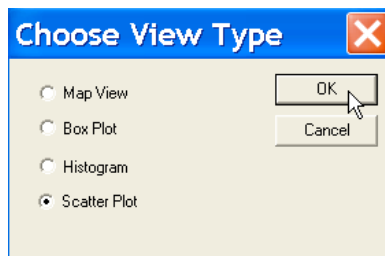 Choose View Type
Map View
Box Plot
Histogram
Scatter Plot
OK
Cancel